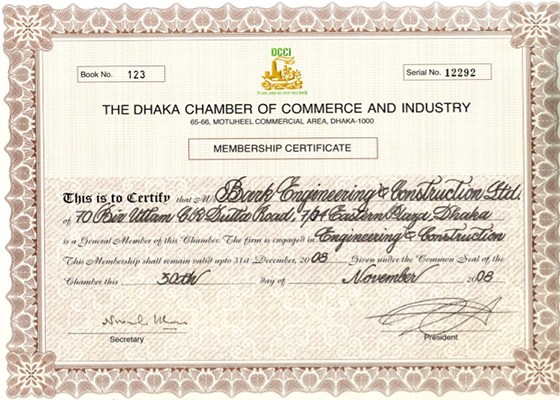 DCCI
Book No. 123
Serial No. 12292
THE DHAKA CHAMBER OF COMMERCE AND INDUSTRY
65-66, MOTIJHEEL COMMERCIAL AREA, DHAKA-1000
MEMBERSHIP CERTIFICATE
This is to Certify that M/ Bark Engineering & Construction Ltd.
of 70 Bir Uttam C.R Dutta Road, 7/ Eastern Plaza, Dhaka
is a General Member of this Chamber. The firm is engaged in Engineering & Construction
This Membership shall remain valid upto 31st December, 2008 Given under the Common Seal of the
Chamber this 30th day of November 2008
Secretary
President